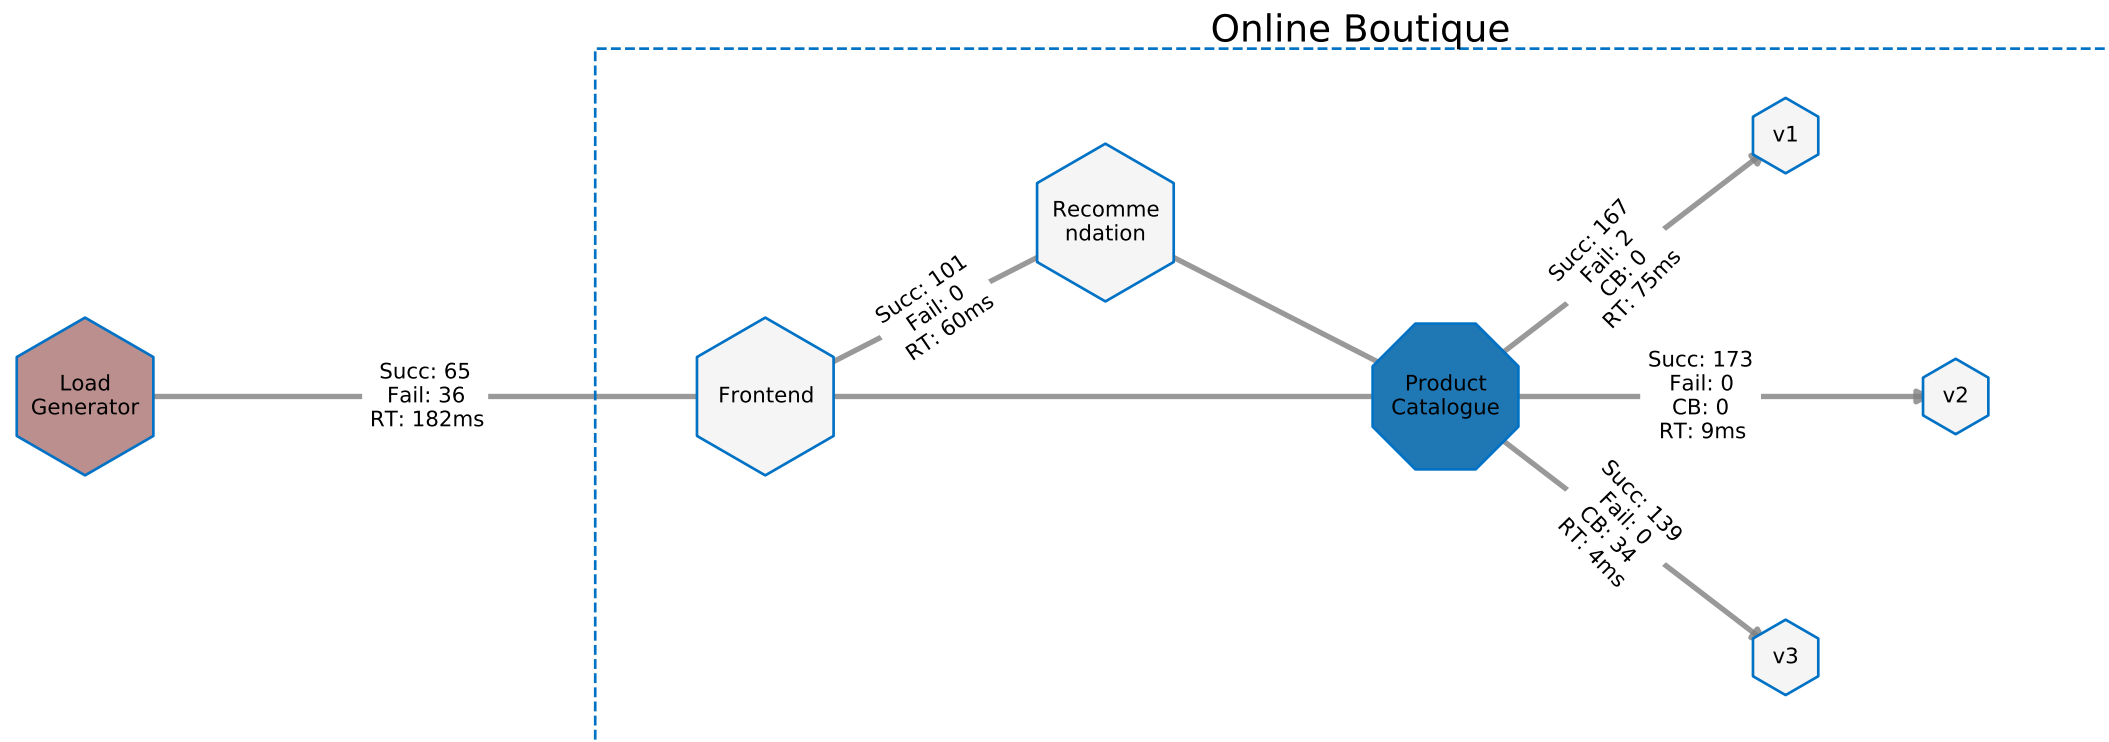 Online Boutique
Load
Generator
Succ: 65
Fail: 36
RT: 182ms
Frontend
Succ: 101
Fail: 0
RT: 60ms
Recomme
ndation
Product
Catalogue
Succ: 167
Fail: 2
CB: 0
RT: 75ms
v1
Succ: 173
Fail: 0
CB: 0
RT: 9ms
v2
Succ: 139
Fail: 0
CB: 34
RT: 4ms
v3